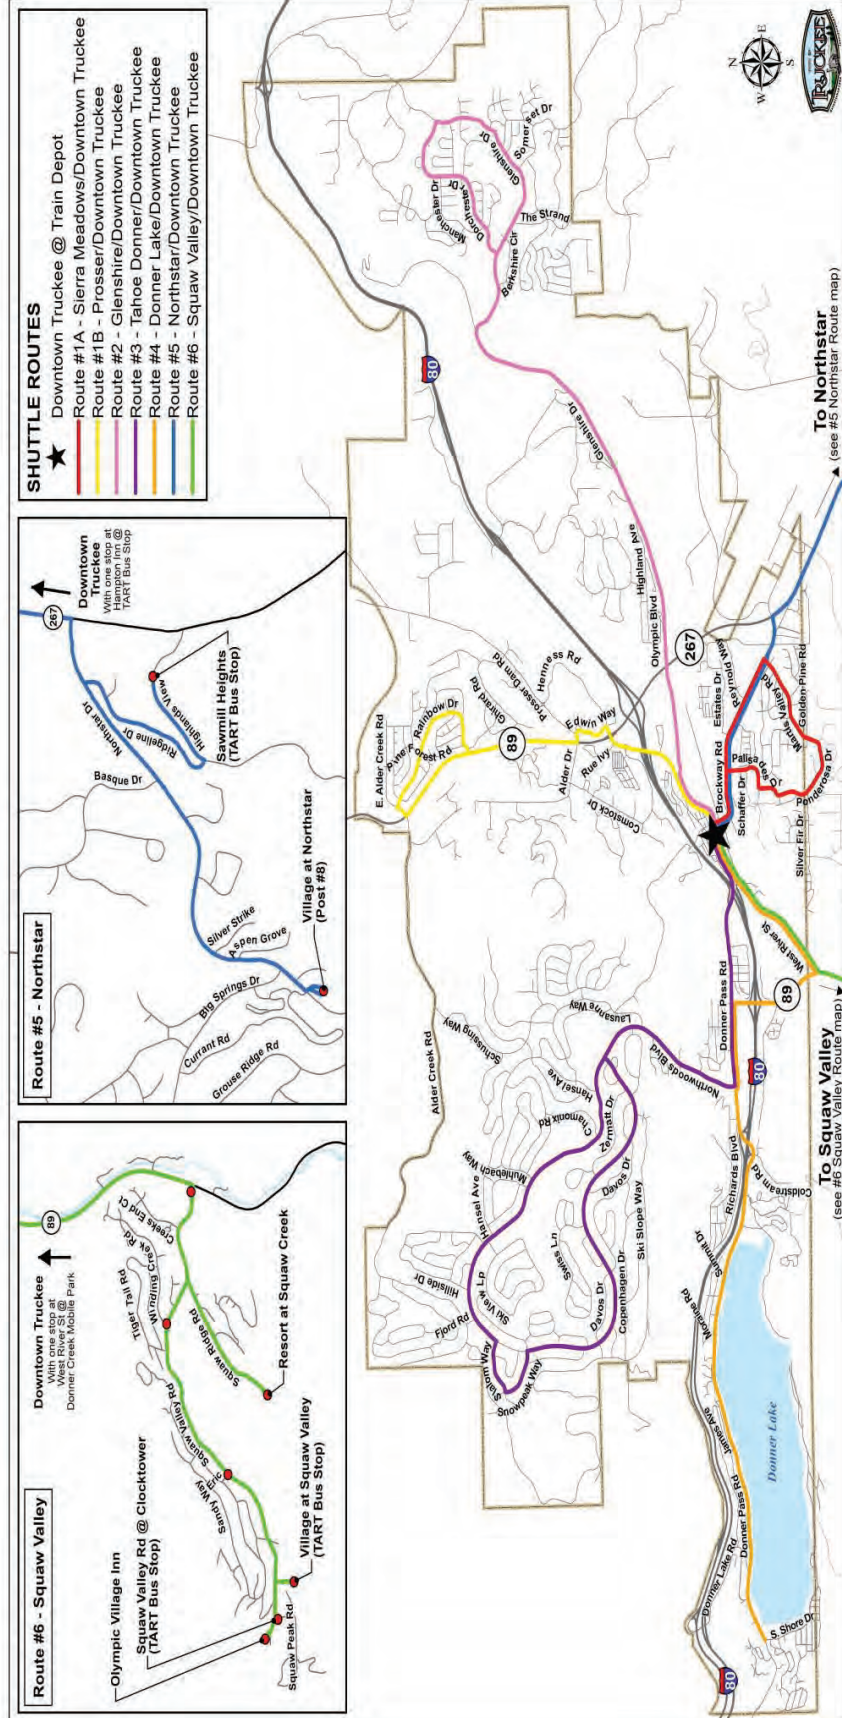 Route #6 - Squaw Valley
Downtown Truckee
With one stop at
West River St @
Donner Creek Mobile Park
89
Creeks End Ct
Winding Creek Rd
Tiger Tail Rd
Squaw Ridge Rd
Resort at Squaw Creek
Squaw Valley Rd
Sandy Way
Eric
Olympic Village Inn
Squaw Valley Rd @ Clocktower
(TART Bus Stop)
Village at Squaw Valley
(TART Bus Stop)
Squaw Peak Rd
Route #5 - Northstar
267
Downtown
Truckee
With one stop at
Hampton Inn @
TART Bus Stop
Northstar Dr
Ridgeline Dr
Highlands View
Sawmill Heights
(TART Bus Stop)
Basque Dr
Silver Strike
Aspen Grove
Big Springs Dr
Village at Northstar
(Post #8)
Currant Rd
Grouse Ridge Rd
SHUTTLE ROUTES
Downtown Truckee @ Train Depot
Route #1A - Sierra Meadows/Downtown Truckee
Route #1B - Prosser/Downtown Truckee
Route #2 - Glenshire/Downtown Truckee
Route #3 - Tahoe Donner/Downtown Truckee
Route #4 - Donner Lake/Downtown Truckee
Route #5 - Northstar/Downtown Truckee
Route #6 - Squaw Valley/Downtown Truckee
N
W
E
S
TRUCKEE
80
Manchester Dr
Dorchester Dr
Glenshire Dr
Somerset Dr
The Strand
Berkshire Cir
Glenshire Dr
Highland Ave
Olympic Blvd
E. Alder Creek Rd
Rainbow Dr
Pine Forest Rd
Ghirard Rd
Prosser Dam Rd
Henness Rd
89
Edwin Way
Alder Dr
Rue Ivy
Comstock Dr
267
Alder Creek Rd
Schussing Way
Lausanne Way
Hansel Ave
Chamonix Rd
Zermatt Dr
Northwoods Blvd
Muhlebach Way
Hansel Ave
Davos Dr
Ski Slope Way
Swiss Ln
Hillside Dr
Ski View Lp
Fjord Rd
Davos Dr
Copenhagen Dr
Slalom Way
Snowpeak Way
Donner Pass Rd
Brockway Rd
Estates Dr
Reynold Way
Schaffer Dr
Palisades Dr
Martis Valley Rd
Golden Pine Rd
Ponderosa Dr
Silver Fir Dr
West River St
89
80
Richards Blvd
Coldstream Rd
Summit Dr
Moraine Rd
James Ave
Donner Pass Rd
Donner Lake Rd
Donner Lake
S. Shore Dr
80
To Squaw Valley
(see #6 Squaw Valley Route map)
To Northstar
(see #5 Northstar Route map)